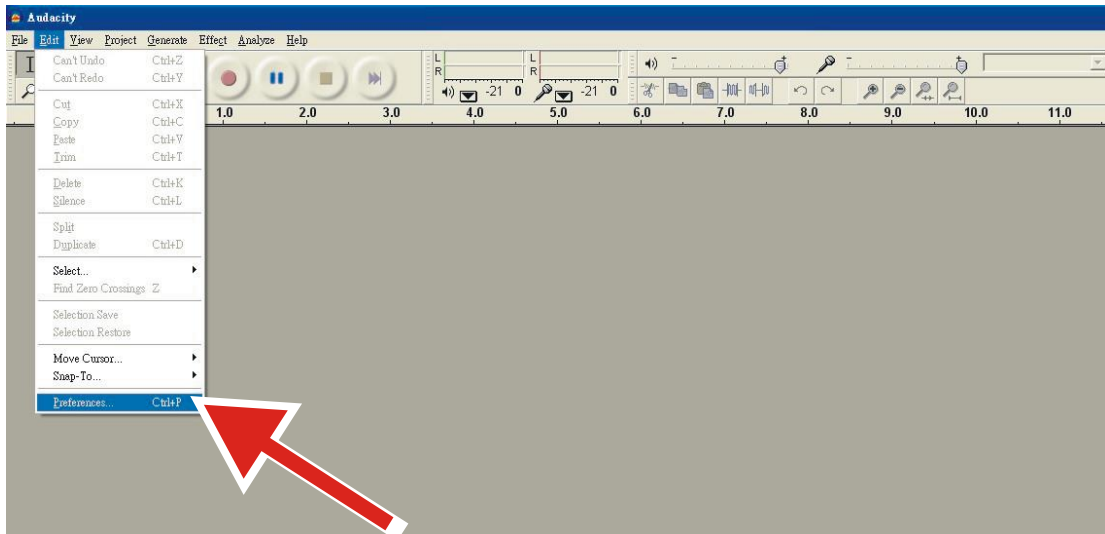 Audacity
File Edit View Project Generate Effect Analyze Help
Can't Undo Ctrl+Z
Can't Redo Ctrl+Y
Cut Ctrl+X
Copy Ctrl+C
Paste Ctrl+V
Trim Ctrl+T
Delete Ctrl+K
Silence Ctrl+L
Split
Duplicate Ctrl+D
Select...
Find Zero Crossings Z
Selection Save
Selection Restore
Move Cursor...
Snap-To...
Preferences... Ctrl+P
L
R
-21 0
L
R
-21 0
1.0 2.0 3.0 4.0 5.0 6.0 7.0 8.0 9.0 10.0 11.0